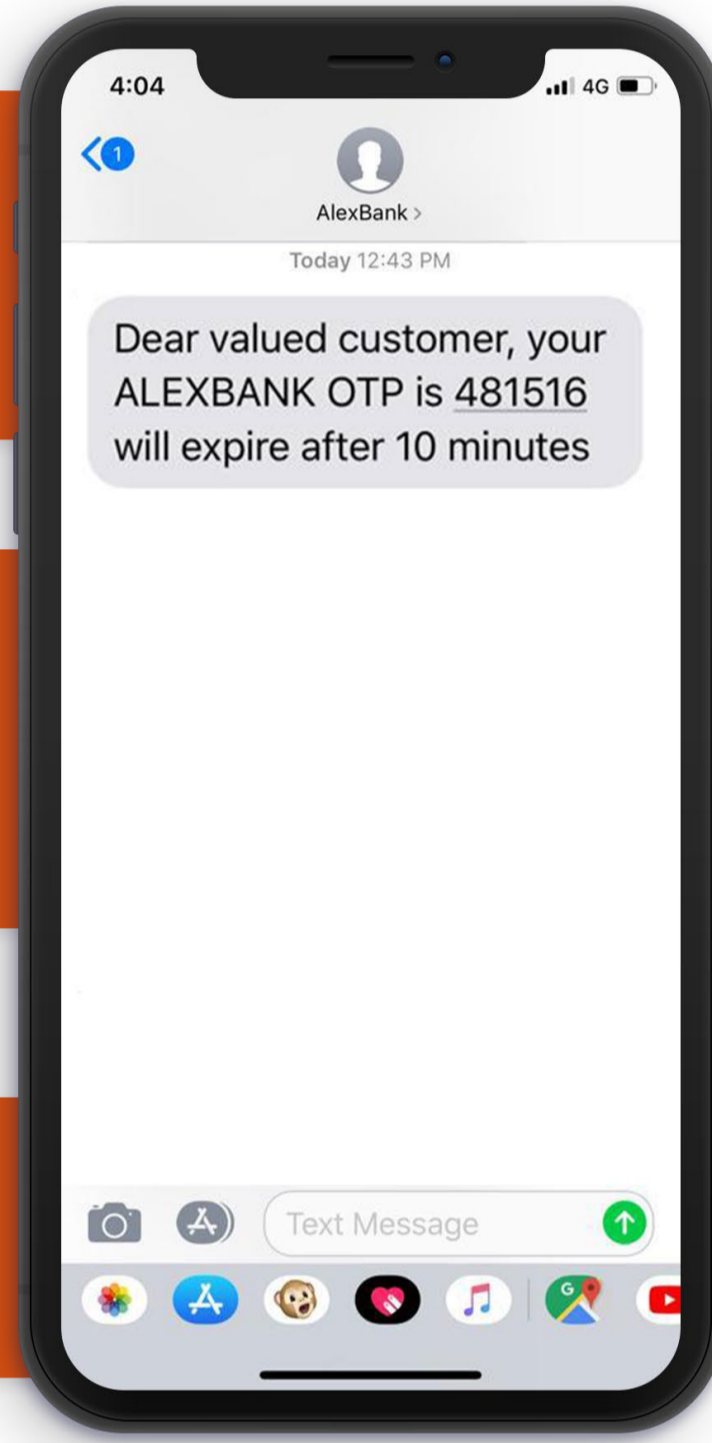 4:04
4G
1
AlexBank >
Today 12:43 PM
Dear valued customer, your
ALEXBANK OTP is 481516
will expire after 10 minutes
Text Message
G